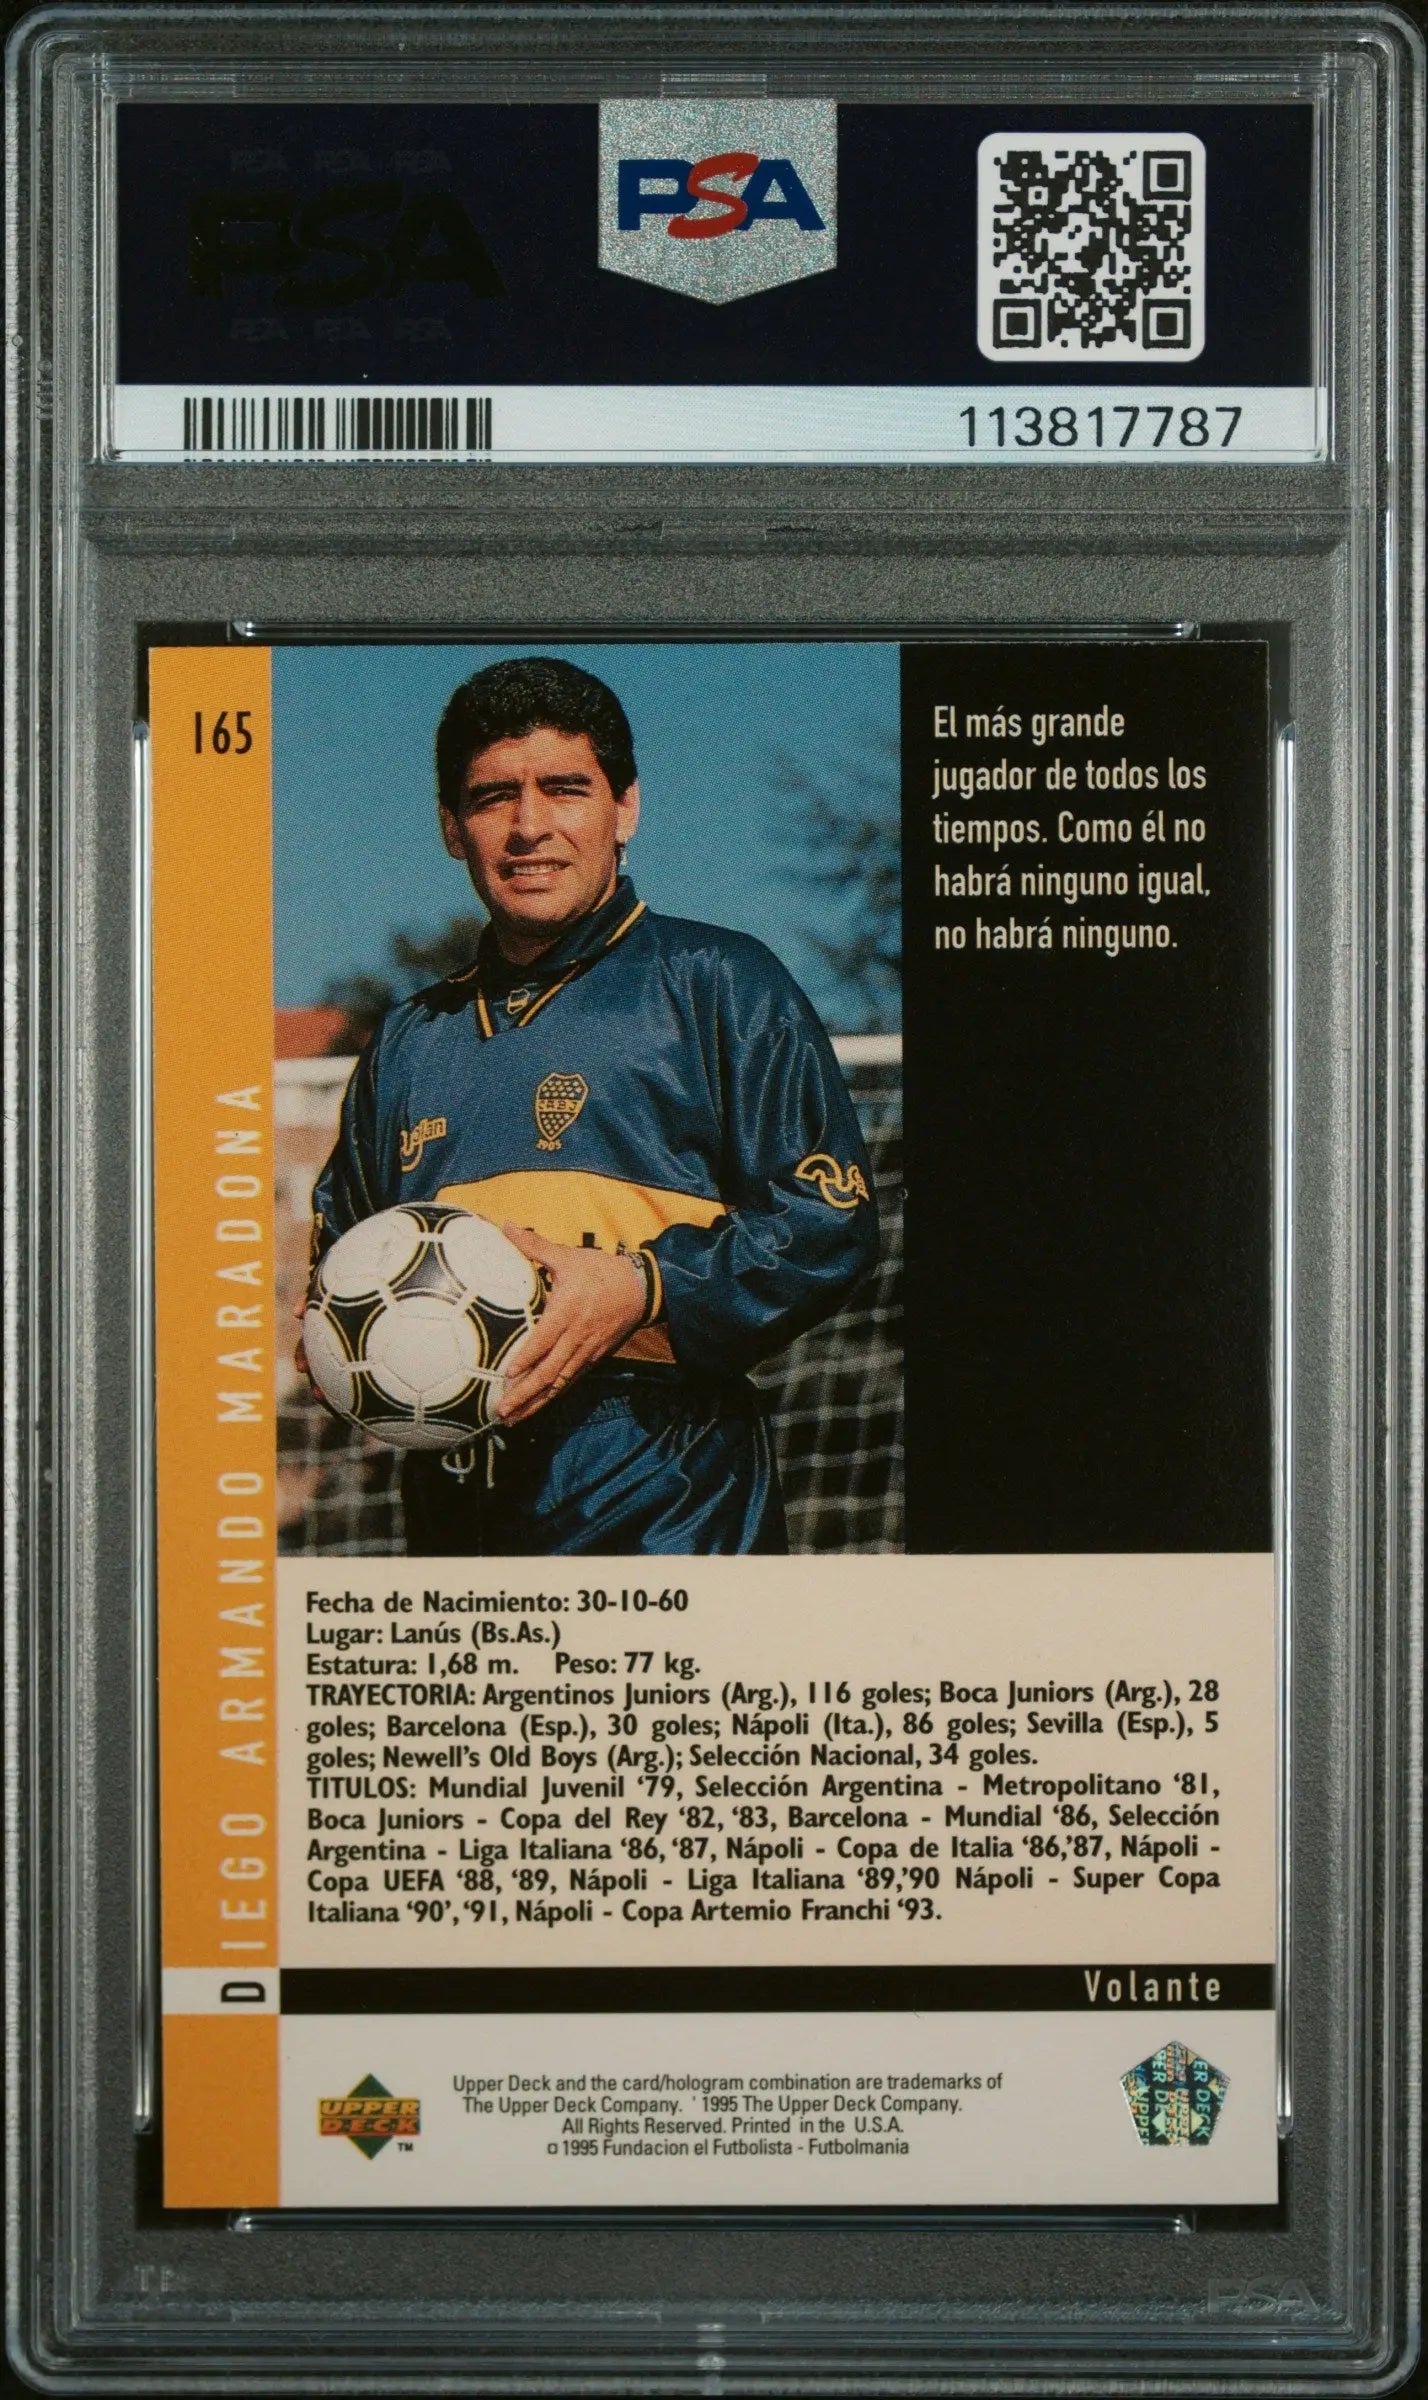 PSA
113817787
165
El más grande
jugador de todos los
tiempos. Como él no
habrá ninguno igual,
no habrá ninguno.
DIEGO ARMANDO MARADONA
CABJ
1905
Fecha de Nacimiento: 30-10-60
Lugar: Lanús (Bs.As.)
Estatura: 1,68 m. Peso: 77 kg.
TRAYECTORIA: Argentinos Juniors (Arg.), 116 goles; Boca Juniors (Arg.), 28
goles; Barcelona (Esp.), 30 goles; Nápoli (Ita.), 86 goles; Sevilla (Esp.), 5
goles; Newell's Old Boys (Arg.); Selección Nacional, 34 goles.
TITULOS: Mundial Juvenil '79, Selección Argentina - Metropolitano '81,
Boca Juniors - Copa del Rey '82, '83, Barcelona - Mundial '86, Selección
Argentina - Liga Italiana '86, '87, Nápoli - Copa de Italia '86,'87, Nápoli -
Copa UEFA '88, '89, Nápoli - Liga Italiana '89,'90 Nápoli - Super Copa
Italiana '90', '91, Nápoli - Copa Artemio Franchi '93.
Volante
UPPER
DECK
TM
Upper Deck and the card/hologram combination are trademarks of
The Upper Deck Company. ' 1995 The Upper Deck Company.
All Rights Reserved. Printed in the U.S.A.
¤ 1995 Fundacion el Futbolista - Futbolmania
PSA